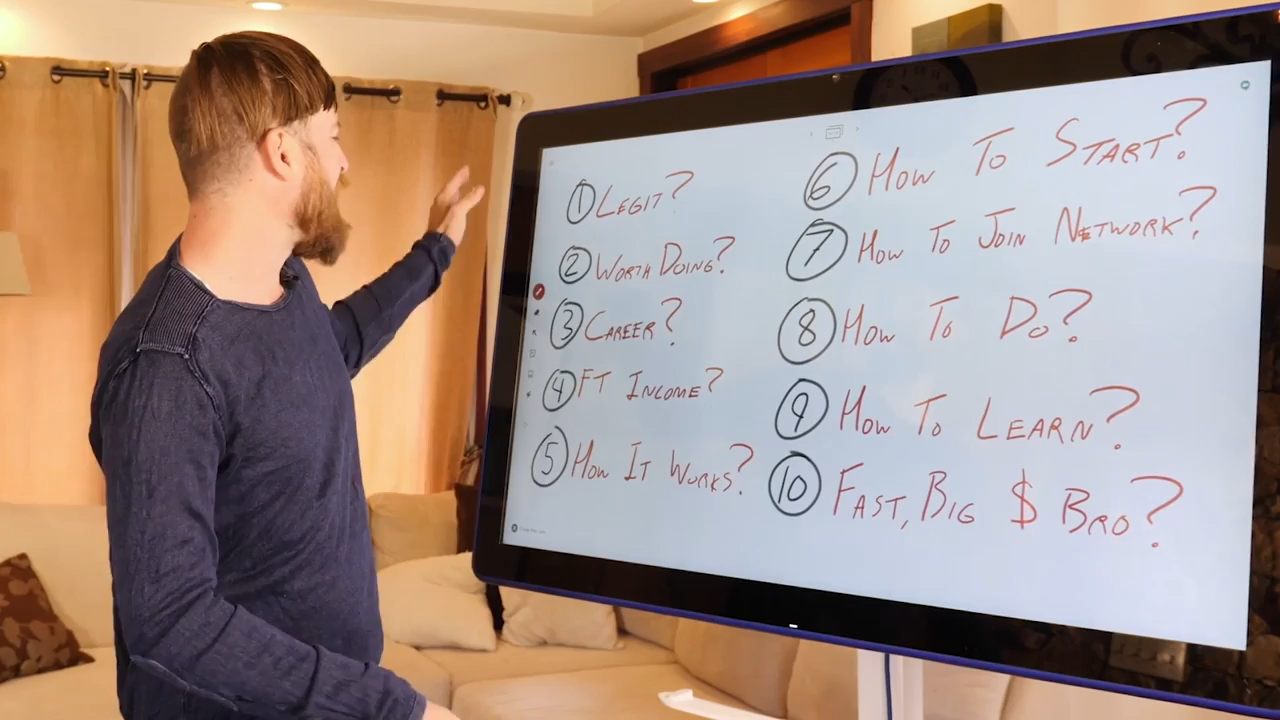 1 LEGIT?
2 WORTH DOING?
3 CAREER?
4 FT INCOME?
5 HOW IT WORKS?
6 HOW TO START?
7 HOW TO JOIN NETWORK?
8 HOW TO DO?
9 HOW TO LEARN?
10 FAST, BIG $ BRO?